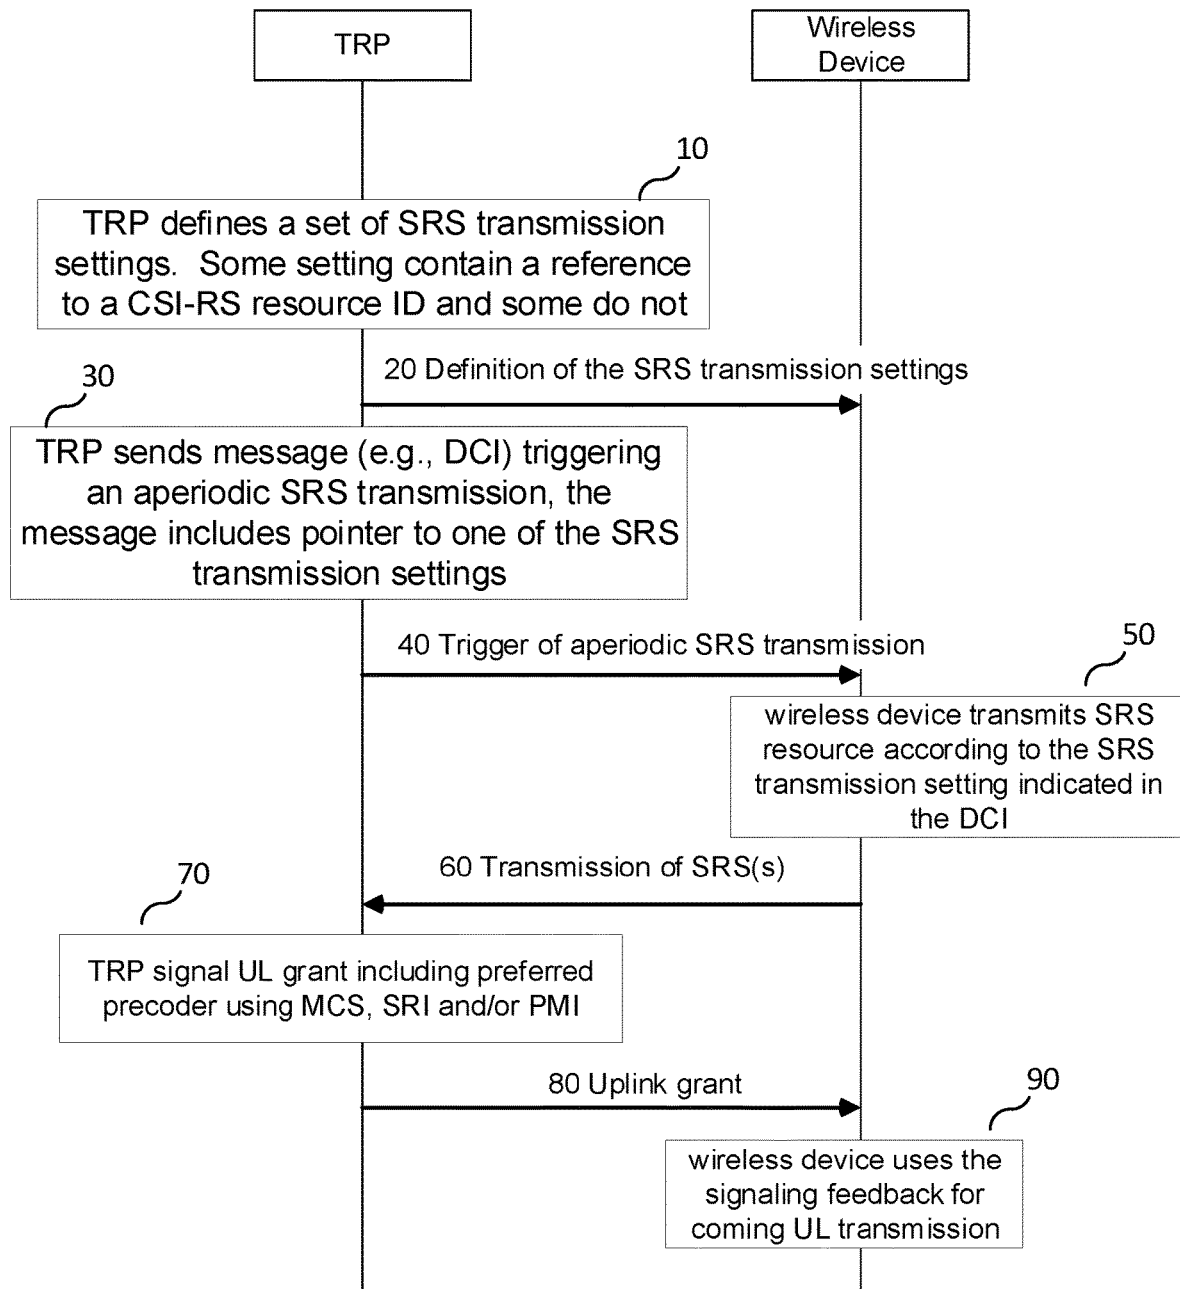 TRP
Wireless
Device
10
TRP defines a set of SRS transmission
settings. Some setting contain a reference
to a CSI-RS resource ID and some do not
20 Definition of the SRS transmission settings
30
TRP sends message (e.g., DCI) triggering
an aperiodic SRS transmission, the
message includes pointer to one of the SRS
transmission settings
40 Trigger of aperiodic SRS transmission
50
wireless device transmits SRS
resource according to the SRS
transmission setting indicated in
the DCI
60 Transmission of SRS(s)
70
TRP signal UL grant including preferred
precoder using MCS, SRI and/or PMI
80 Uplink grant
90
wireless device uses the
signaling feedback for
coming UL transmission